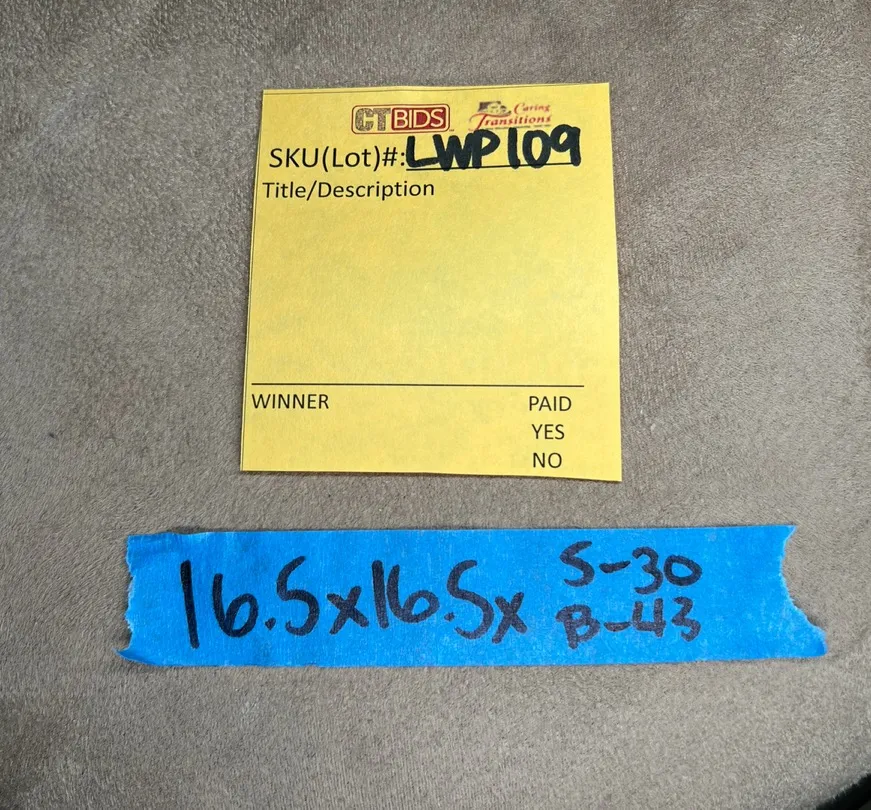 CTBIDS
Caring
Transitions
SKU(Lot)#:LWP109
Title/Description
WINNER
PAID
YES
NO
16.5x16.5x
S-30
B-43